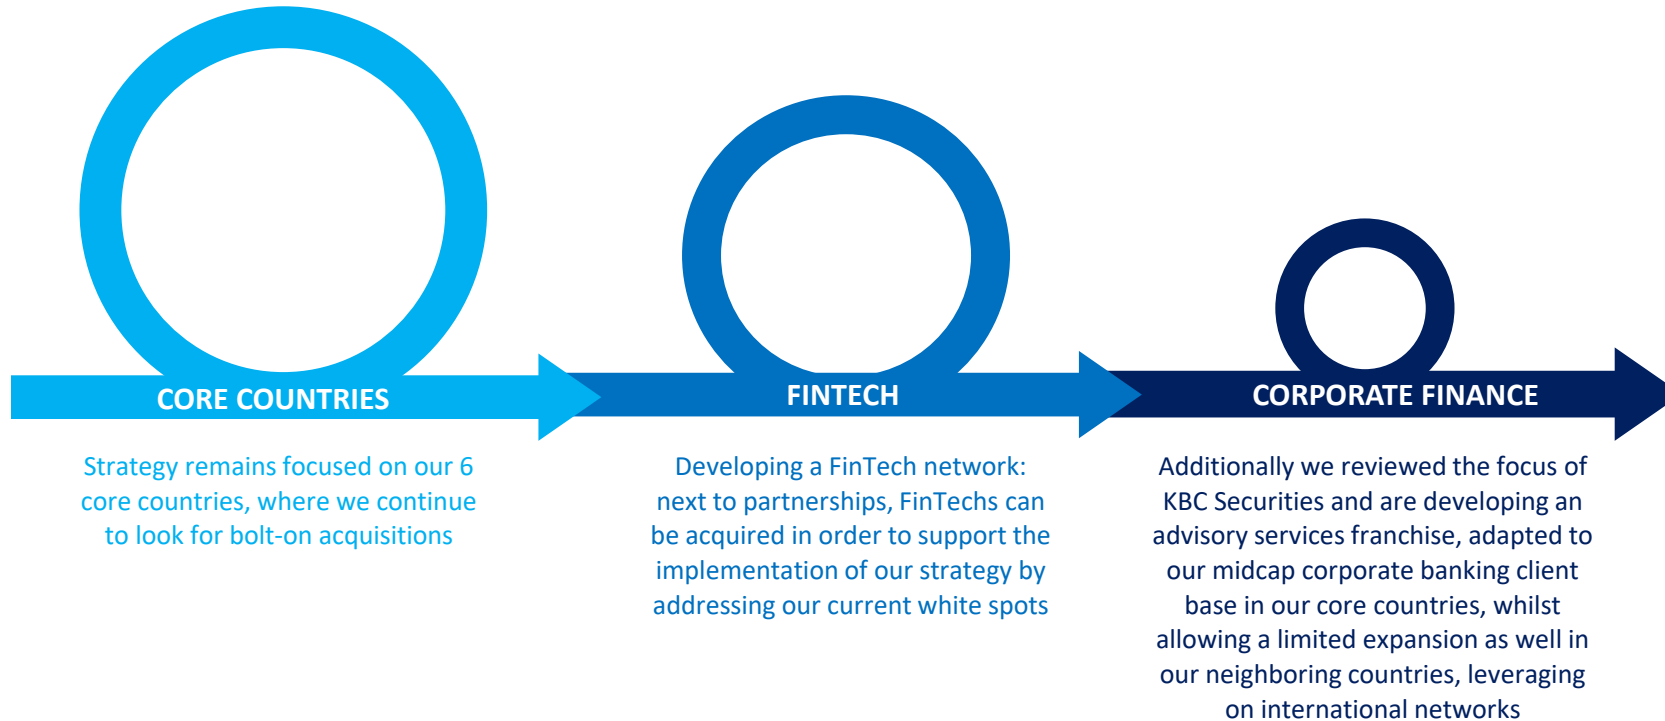 CORE COUNTRIES
Strategy remains focused on our 6
core countries, where we continue
to look for bolt-on acquisitions
FINTECH
Developing a FinTech network:
next to partnerships, FinTechs can
be acquired in order to support the
implementation of our strategy by
addressing our current white spots
CORPORATE FINANCE
Additionally we reviewed the focus of
KBC Securities and are developing an
advisory services franchise, adapted to
our midcap corporate banking client
base in our core countries, whilst
allowing a limited expansion as well in
our neighboring countries, leveraging
on international networks